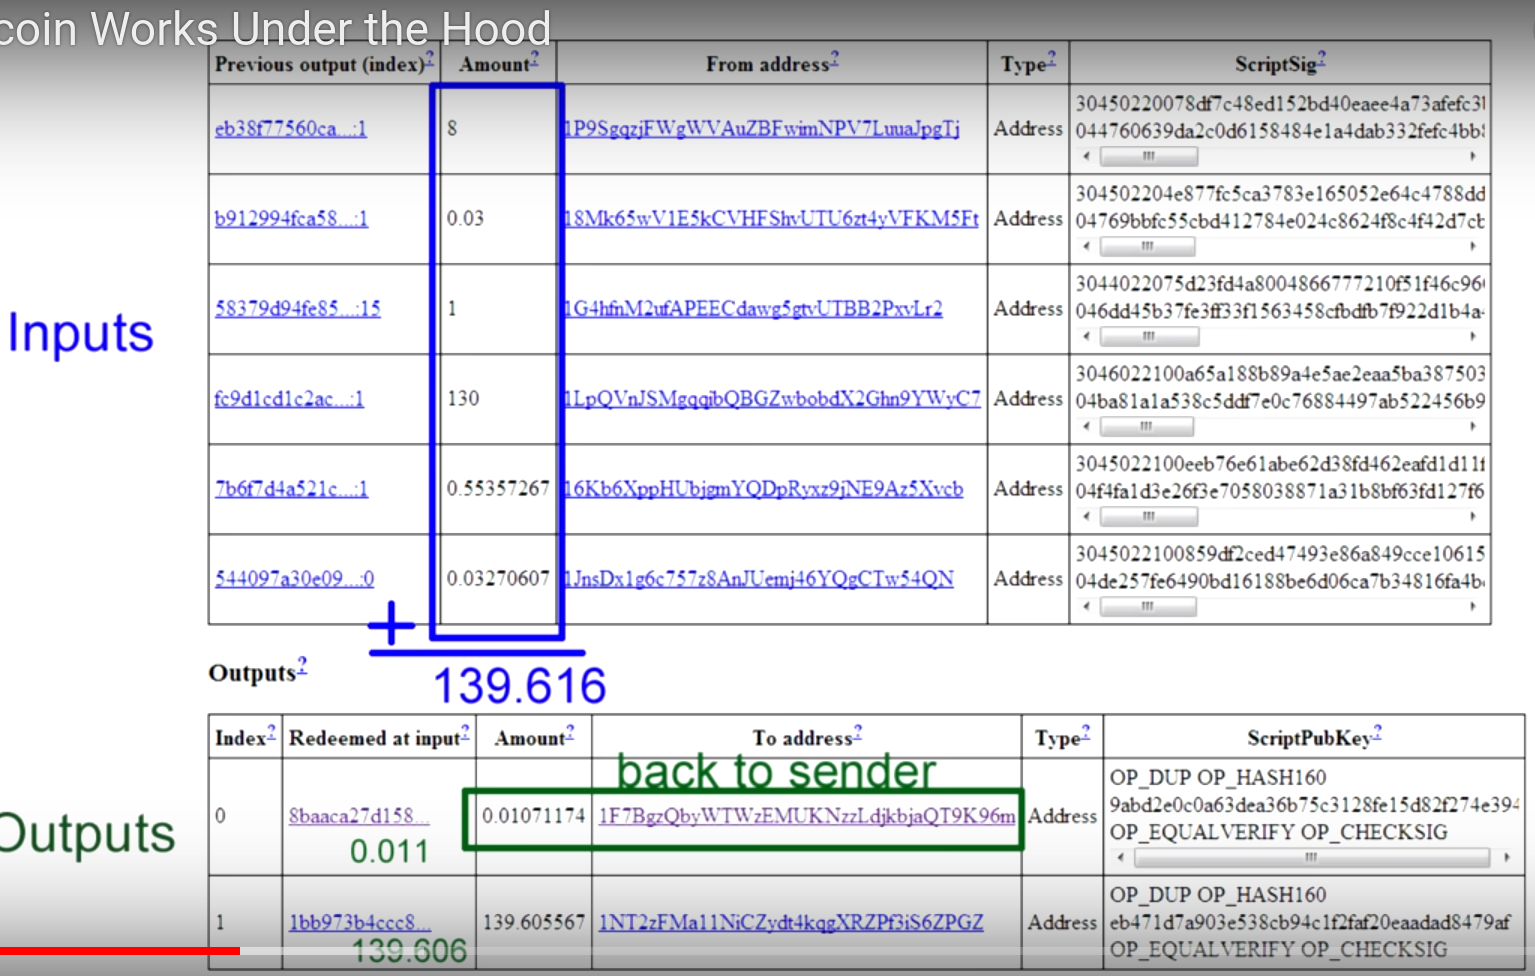 coin Works Under the Hood
Previous output (index)? Amount? From address? Type? ScriptSig?
30450220078df7c48ed152bd40eaee4a73afefc3
eb38f77560ca...:1 8 1P9SgqzjFWgWVAuZBFwimNPV7LuuaJpgTj Address 044760639da2c0d6158484e1a4dab332fefc4bb
304502204e877fc5ca3783e165052e64c4788dd
b912994fca58...:1 0.03 18Mk65wV1E5kCVHFShvUTU6zt4yVFKM5Ft Address 04769bbfc55cbd412784e024c8624f8c4f42d7cb
3044022075d23fd4a8004866777210f51f46c96
58379d94fe85...:15 1 1G4hfnM2ufAPEECdawg5gtvUTBB2PxvLr2 Address 046dd45b37fe3ff33f1563458cfbdfb7f922d1b4a
Inputs
3046022100a65a188b89a4e5ae2eaa5ba387503
fc9d1cd1c2ac...:1 130 1LpQVnJSMgqqibQBGZwbobdX2Ghn9YWyC7 Address 04ba81a1a538c5ddf7e0c76884497ab522456b9
3045022100eeb76e61abe62d38fd462eafd1d11f
7b6f7d4a521c...:1 0.55357267 16Kb6XppHUbjgmYQDpRyxz9jNE9Az5Xvcb Address 04f4fa1d3e26f3e7058038871a31b8bf63fd127f6
3045022100859df2ced47493e86a849cce10615
544097a30e09...:0 0.03270607 1JnsDx1g6c757z8AnJUemj46YQgCTw54QN Address 04de257fe6490bd16188be6d06ca7b34816fa4b
+
139.616
Outputs?
Index? Redeemed at input? Amount? To address? Type? ScriptPubKey?
back to sender
OP_DUP OP_HASH160
9abd2e0c0a63dea36b75c3128fe15d82f274e394
0 8baaca27d158... 0.01071174 1F7BgzQbyWTWzEMUKNzzLdjkbjaQT9K96m Address
OP_EQUALVERIFY OP_CHECKSIG
Outputs
0.011
OP_DUP OP_HASH160
1 1bb973b4ccc8... 139.605567 1NT2zFMa11NiCZydt4kqgXRZPf3iS6ZPGZ Address eb471d7a903e538cb94c1f2faf20eaadad8479af
139.606
OP_EQUALVERIFY OP_CHECKSIG